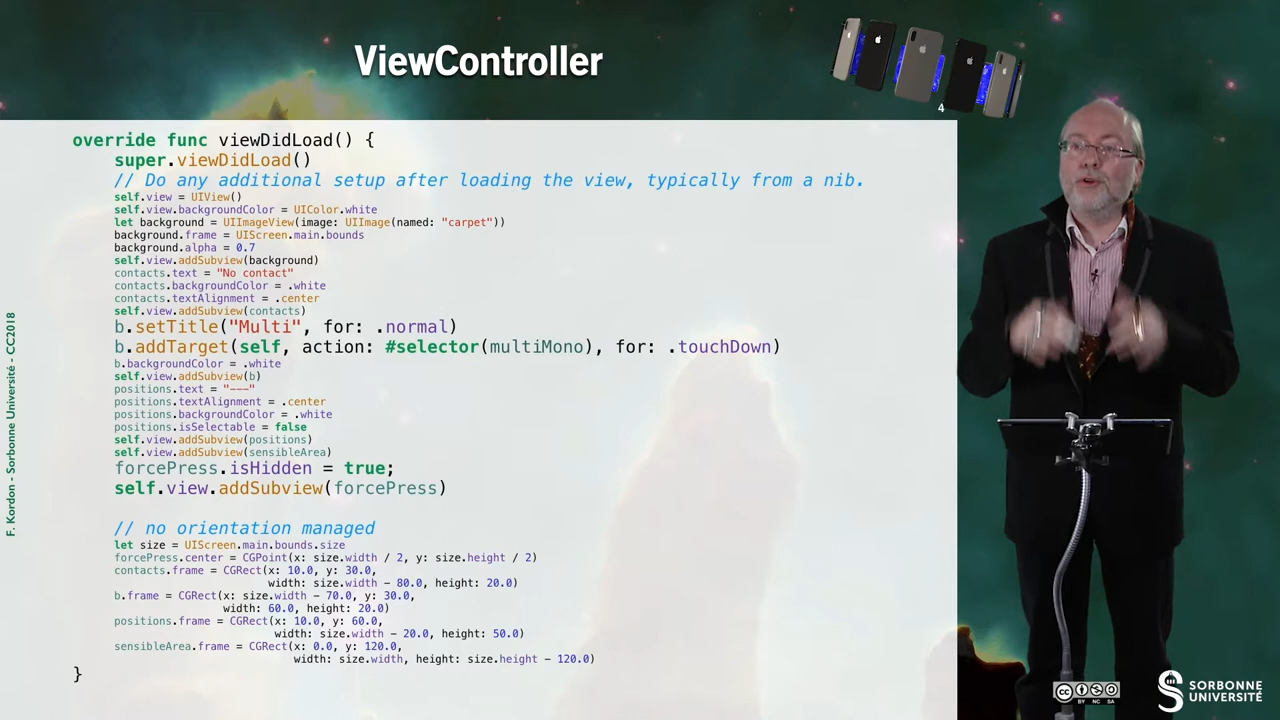 ViewController
4
override func viewDidLoad() {
super.viewDidLoad()
// Do any additional setup after loading the view, typically from a nib.
self.view = UIView()
self.view.backgroundColor = UIColor.white
let background = UIImageView(image: UIImage(named: "carpet"))
background.frame = UIScreen.main.bounds
background.alpha = 0.7
self.view.addSubview(background)
contacts.text = "No contact"
contacts.backgroundColor = .white
contacts.textAlignment = .center
self.view.addSubview(contacts)
b.setTitle("Multi", for: .normal)
b.addTarget(self, action: #selector(multiMono), for: .touchDown)
b.backgroundColor = .white
self.view.addSubview(b)
positions.text = "---"
positions.textAlignment = .center
positions.backgroundColor = .white
positions.isSelectable = false
self.view.addSubview(positions)
self.view.addSubview(sensibleArea)
forcePress.isHidden = true;
self.view.addSubview(forcePress)
// no orientation managed
let size = UIScreen.main.bounds.size
forcePress.center = CGPoint(x: size.width / 2, y: size.height / 2)
contacts.frame = CGRect(x: 10.0, y: 30.0,
width: size.width - 80.0, height: 20.0)
b.frame = CGRect(x: size.width - 70.0, y: 30.0,
width: 60.0, height: 20.0)
positions.frame = CGRect(x: 10.0, y: 60.0,
width: size.width - 20.0, height: 50.0)
sensibleArea.frame = CGRect(x: 0.0, y: 120.0,
width: size.width, height: size.height - 120.0)
}
F. Kordon - Sorbonne Université - CC2018
CC BY NC SA
SORBONNE
UNIVERSITÉ